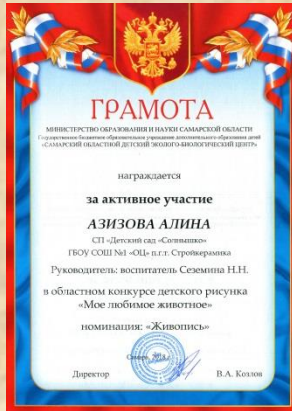 ГРАМОТА
МИНИСТЕРСТВО ОБРАЗОВАНИЯ И НАУКИ САМАРСКОЙ ОБЛАСТИ
Государственное бюджетное образовательное учреждение дополнительного образования детей
«САМАРСКИЙ ОБЛАСТНОЙ ДЕТСКИЙ ЭКОЛОГО-БИОЛОГИЧЕСКИЙ ЦЕНТР»
награждается
за активное участие
АЗИЗОВА АЛИНА
СП «Детский сад «Солнышко»
ГБОУ СОШ №1 «ОЦ» п.г.т. Стройкерамика
Руководитель: воспитатель Сеземина Н.Н.
в областном конкурсе детского рисунка
«Мое любимое животное»
номинация: «Живопись»
Самара,
Директор В.А. Козлов